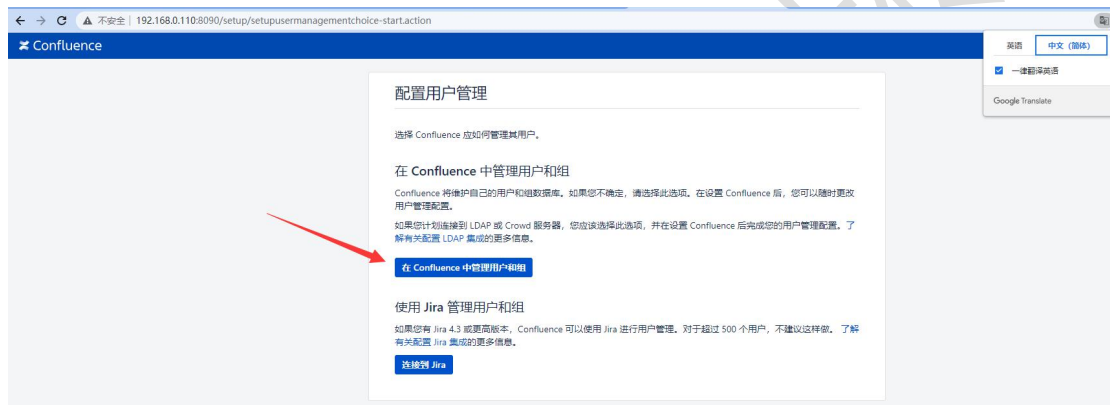 不安全 | 192.168.0.110:8090/setup/setupusermanagementchoice-start.action
Confluence
英语 中文 (简体)
一律翻译英语
Google Translate
配置用户管理
选择 Confluence 应如何管理其用户。
在 Confluence 中管理用户和组
Confluence 将维护自己的用户和组数据库。如果您不确定，请选择此选项。在设置 Confluence 后，您可以随时更改
用户管理配置。
如果您计划连接到 LDAP 或 Crowd 服务器，您应该选择此选项，并在设置 Confluence 后完成您的用户管理配置。了
解有关配置 LDAP 集成的更多信息。
在 Confluence 中管理用户和组
使用 Jira 管理用户和组
如果您有 Jira 4.3 或更高版本，Confluence 可以使用 Jira 进行用户管理。对于超过 500 个用户，不建议这样做。 了解
有关配置 Jira 集成的更多信息。
连接到 Jira